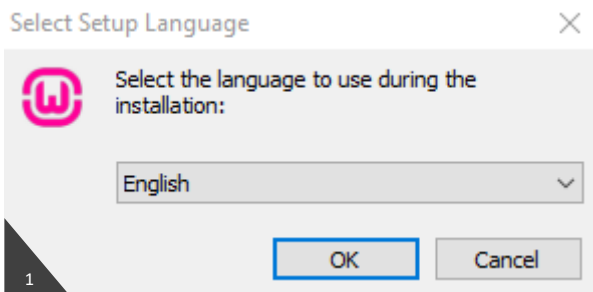 Select Setup Language
Select the language to use during the
installation:
English
OK Cancel
1